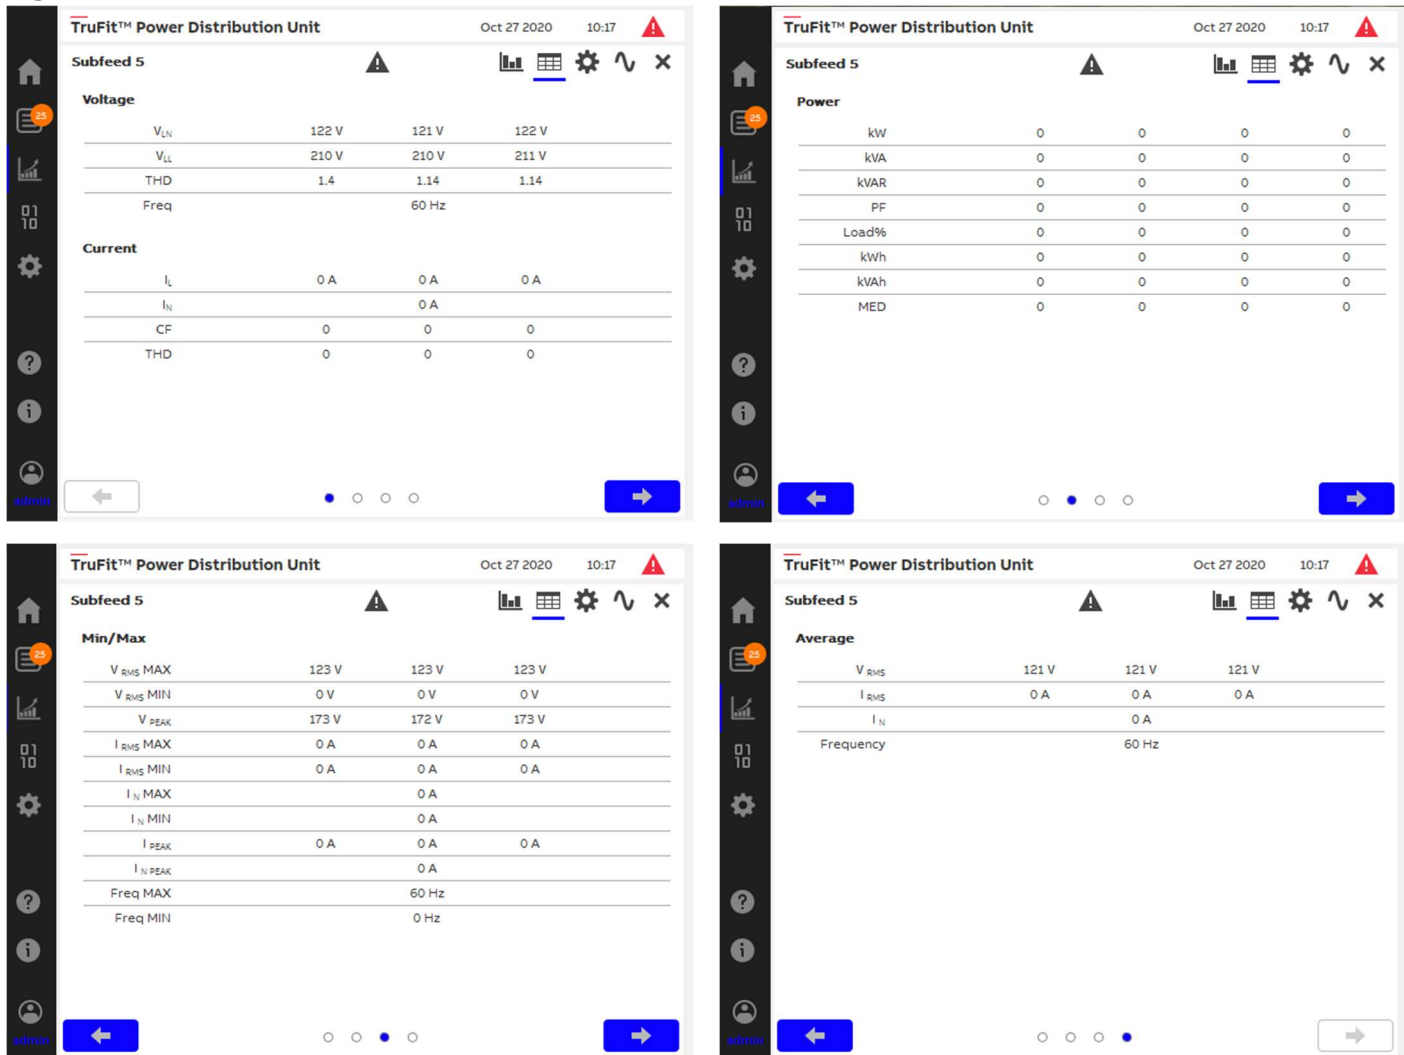 TruFit™ Power Distribution Unit Oct 27 2020 10:17
Subfeed 5
25
Voltage
VLN 122 V 121 V 122 V
VLL 210 V 210 V 211 V
THD 1.4 1.14 1.14
Freq 60 Hz
Current
IL 0 A 0 A 0 A
IN 0 A
CF 0 0 0
THD 0 0 0
admin
TruFit™ Power Distribution Unit Oct 27 2020 10:17
Subfeed 5
25
Power
kW 0 0 0 0
kVA 0 0 0 0
kVAR 0 0 0 0
PF 0 0 0 0
Load% 0 0 0 0
kWh 0 0 0 0
kVAh 0 0 0 0
MED 0 0 0 0
admin
TruFit™ Power Distribution Unit Oct 27 2020 10:17
Subfeed 5
25
Min/Max
V RMS MAX 123 V 123 V 123 V
V RMS MIN 0 V 0 V 0 V
V PEAK 173 V 172 V 173 V
I RMS MAX 0 A 0 A 0 A
I RMS MIN 0 A 0 A 0 A
I N MAX 0 A
I N MIN 0 A
I PEAK 0 A 0 A 0 A
I N PEAK 0 A
Freq MAX 60 Hz
Freq MIN 0 Hz
admin
TruFit™ Power Distribution Unit Oct 27 2020 10:17
Subfeed 5
25
Average
V RMS 121 V 121 V 121 V
I RMS 0 A 0 A 0 A
I N 0 A
Frequency 60 Hz
admin